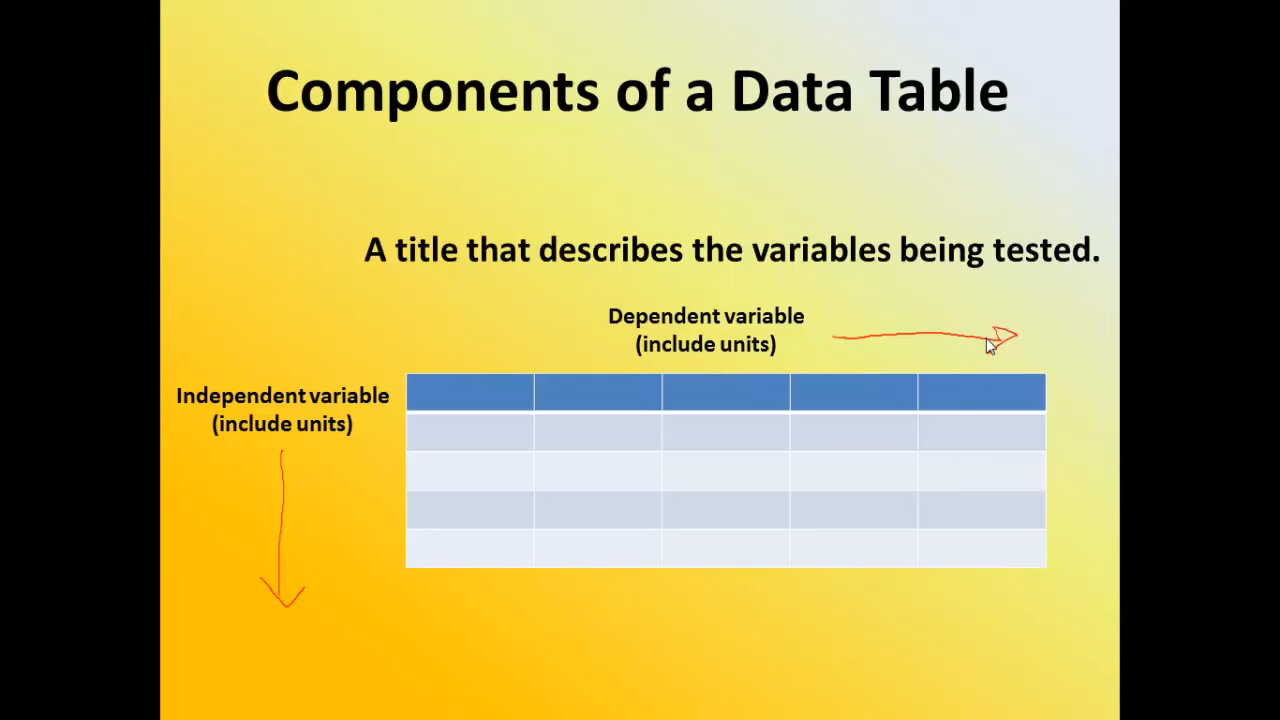 Components of a Data Table
A title that describes the variables being tested.
Dependent variable
(include units)
Independent variable
(include units)